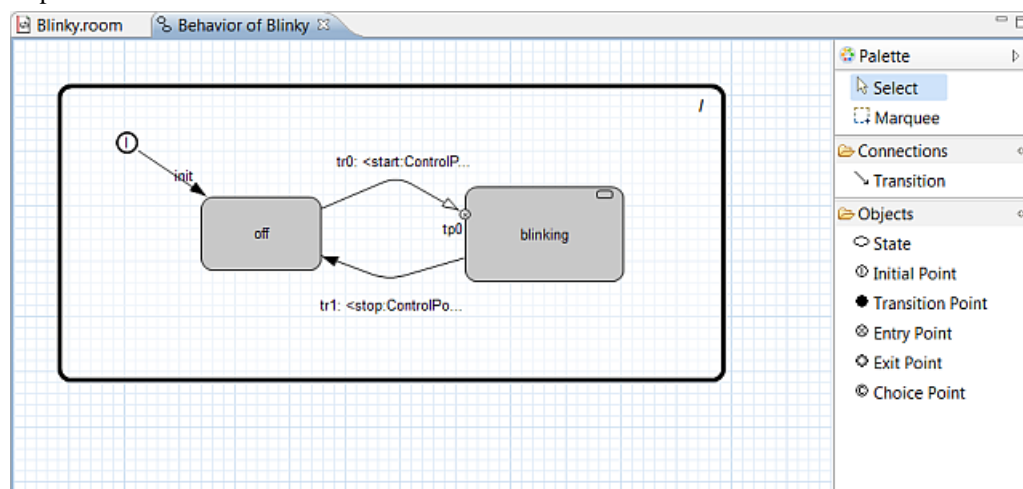 Blinky.room
Behavior of Blinky
/
I
init
tr0: <start:ControlP...
off
tp0
blinking
tr1: <stop:ControlPo...
Palette
Select
Marquee
Connections
Transition
Objects
State
Initial Point
Transition Point
Entry Point
Exit Point
Choice Point